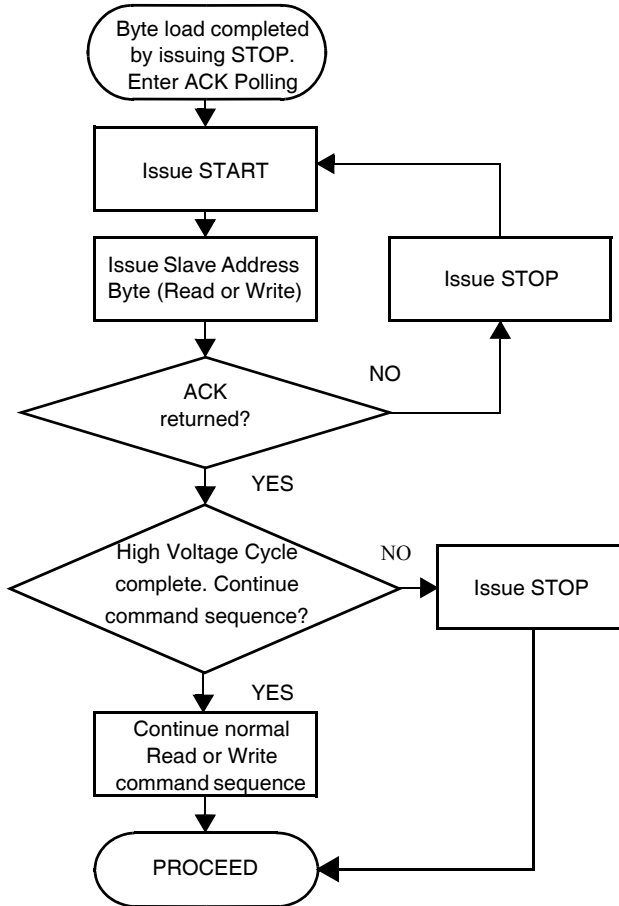 Byte load completed
by issuing STOP.
Enter ACK Polling
Issue START
Issue Slave Address
Byte (Read or Write)
Issue STOP
ACK
returned?
NO
YES
High Voltage Cycle
complete. Continue
command sequence?
NO
Issue STOP
YES
Continue normal
Read or Write
command sequence
PROCEED